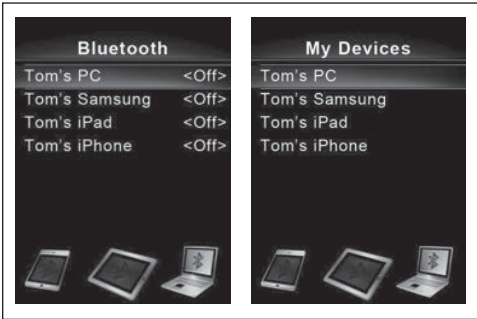 Bluetooth
Tom's PC <Off>
Tom's Samsung <Off>
Tom's iPad <Off>
Tom's iPhone <Off>
My Devices
Tom's PC
Tom's Samsung
Tom's iPad
Tom's iPhone